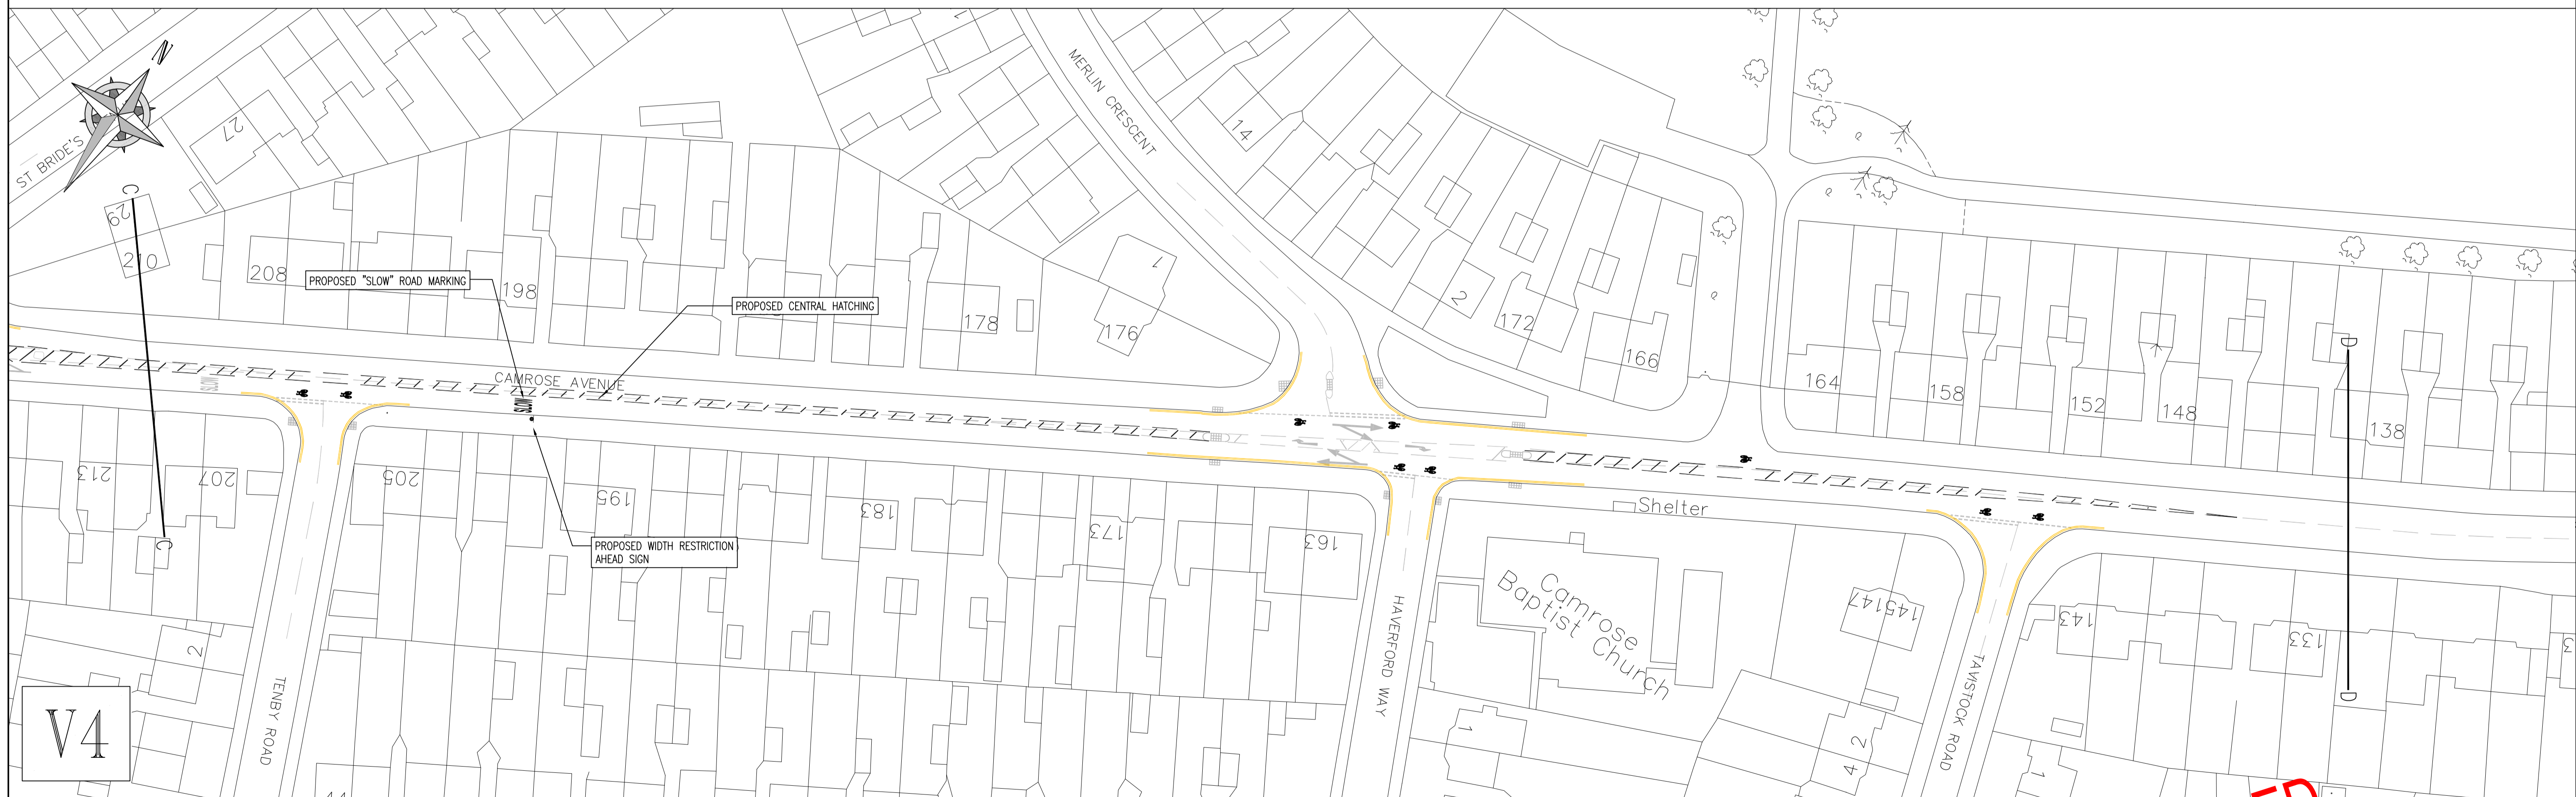 N
ST BRIDE'S
27
29
C
210
208
198
178
176
1
MERLIN CRESCENT
14
2
172
166
164
158
152
148
138
D
PROPOSED "SLOW" ROAD MARKING
PROPOSED CENTRAL HATCHING
CAMROSE AVENUE
SLOW
213
207
205
195
183
173
163
C
PROPOSED WIDTH RESTRICTION
AHEAD SIGN
Shelter
Camrose
Baptist Church
145147
143
133
D
2
TENBY ROAD
HAVERFORD WAY
TAVISTOCK ROAD
1
2
4
1
44
V4